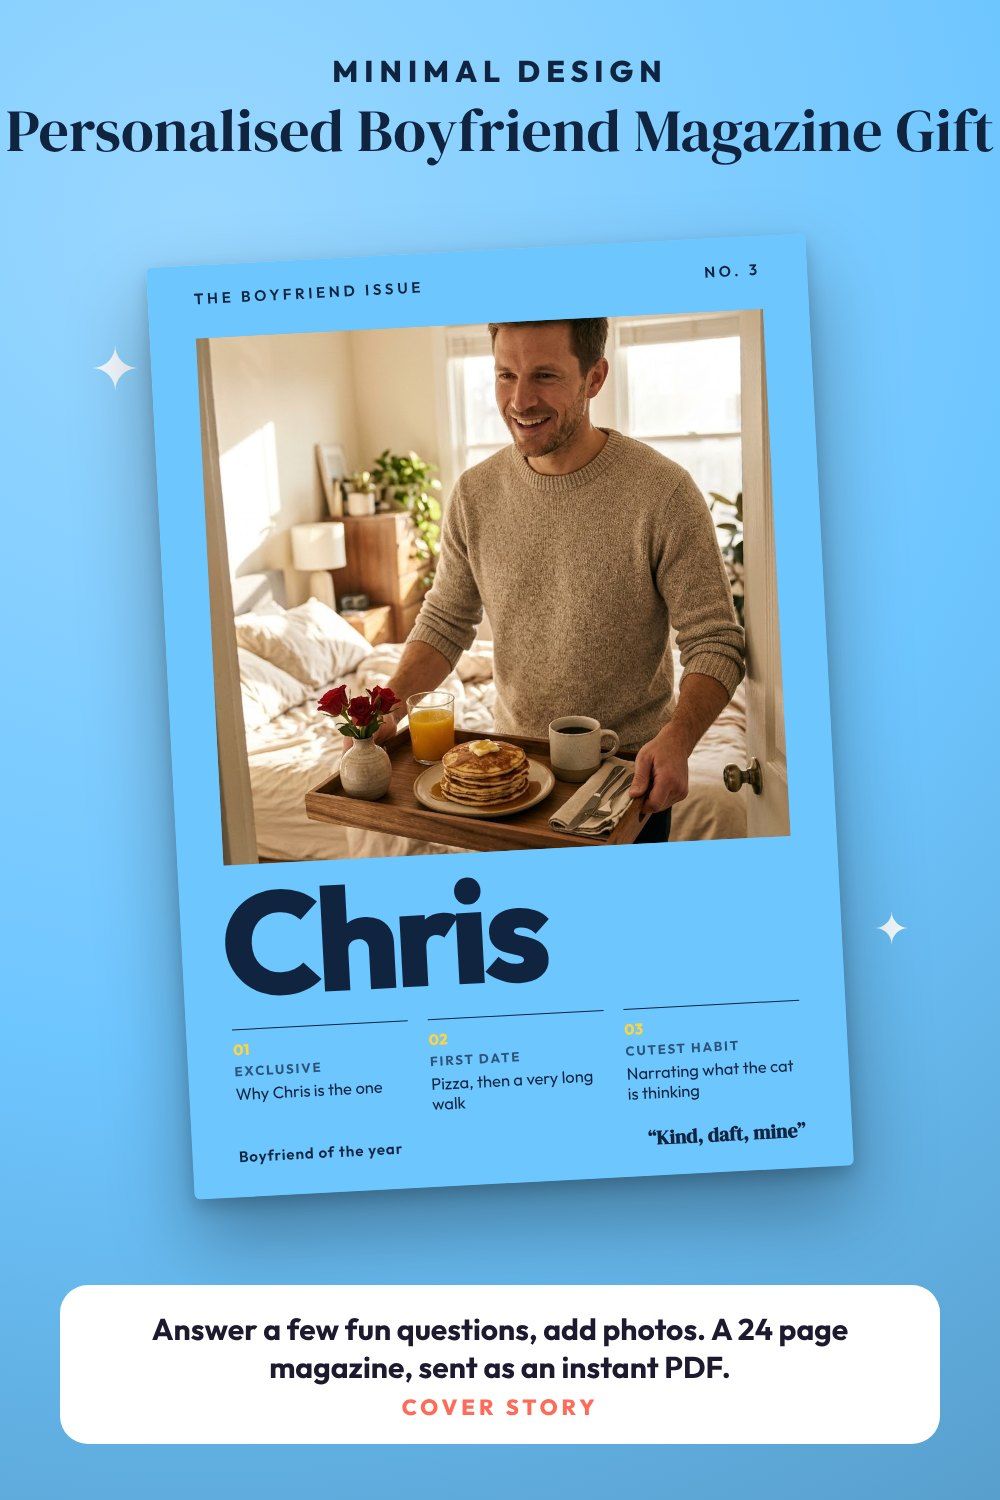 MINIMAL DESIGN
Personalised Boyfriend Magazine Gift
THE BOYFRIEND ISSUE
NO. 3
Chris
01
EXCLUSIVE
Why Chris is the one
02
FIRST DATE
Pizza, then a very long
walk
03
CUTEST HABIT
Narrating what the cat
is thinking
Boyfriend of the year
“Kind, daft, mine”
Answer a few fun questions, add photos. A 24 page
magazine, sent as an instant PDF.
COVER STORY